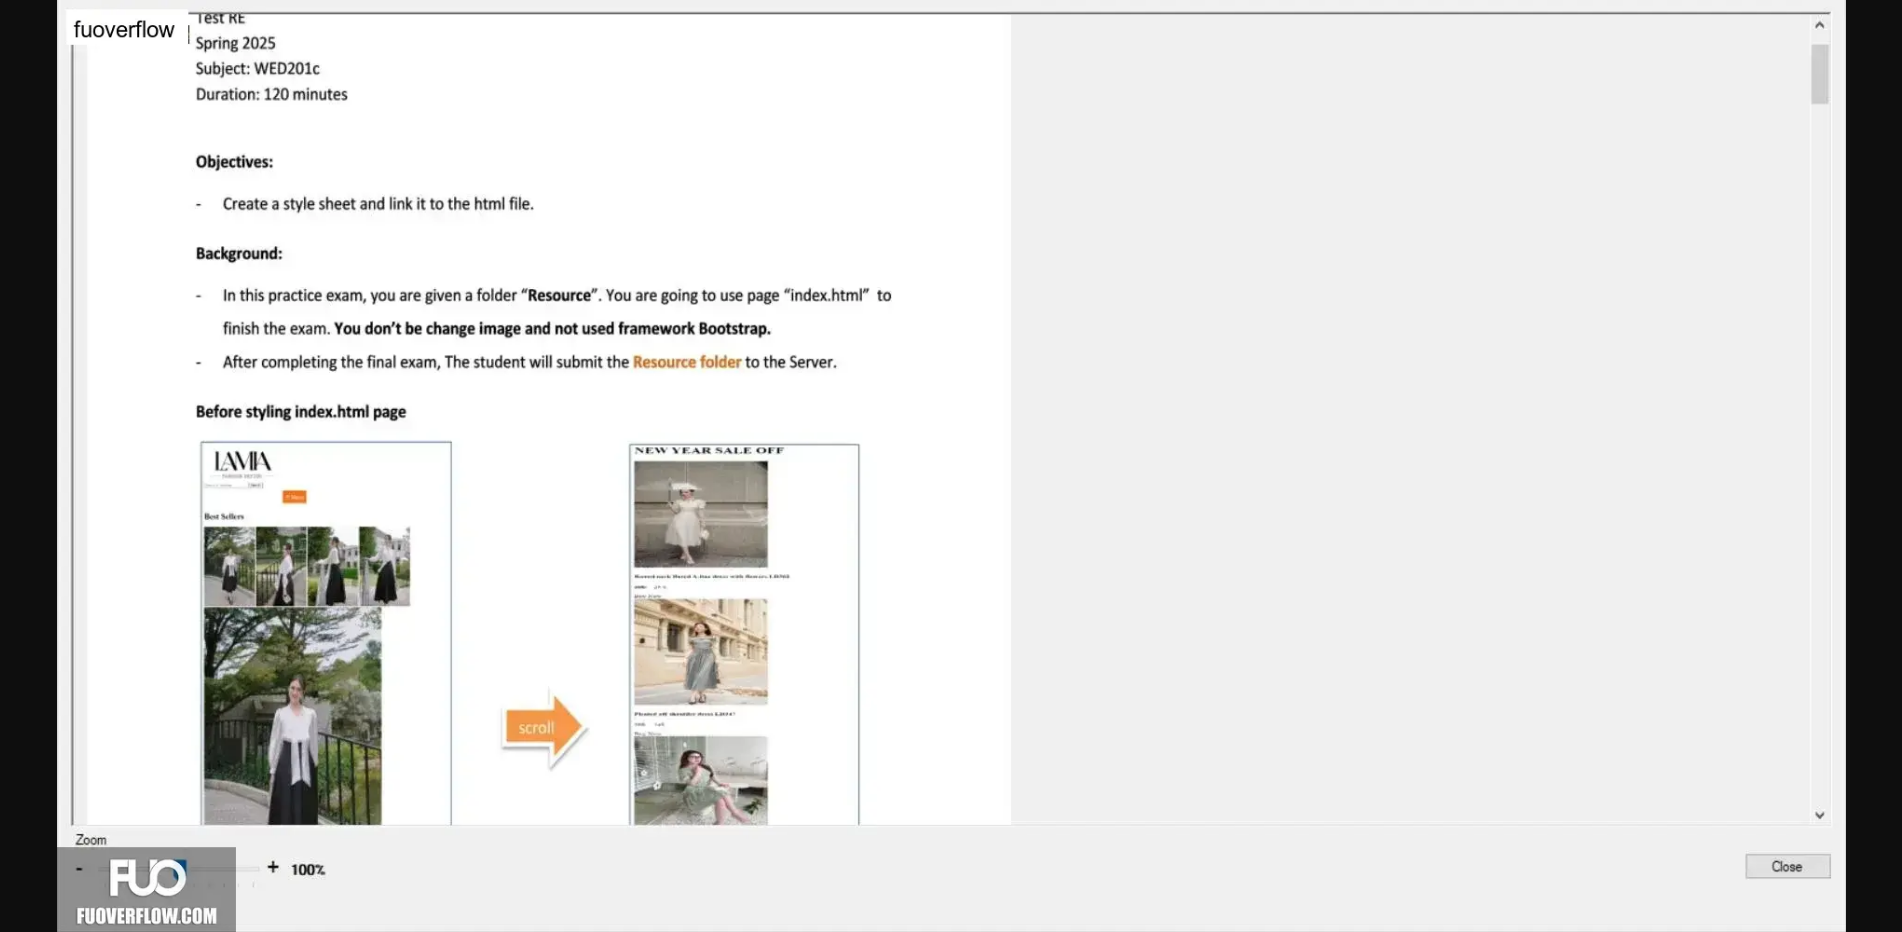 fuoverflow
Test RE
Spring 2025
Subject: WED201c
Duration: 120 minutes
Objectives:
- Create a style sheet and link it to the html file.
Background:
- In this practice exam, you are given a folder “Resource”. You are going to use page “index.html” to
finish the exam. You don’t be change image and not used framework Bootstrap.
- After completing the final exam, The student will submit the Resource folder to the Server.
Before styling index.html page
LAMIA
Best Sellers
scroll
NEW YEAR SALE OFF
Zoom
- + 100%
Close
FUO
FUOVERFLOW.COM